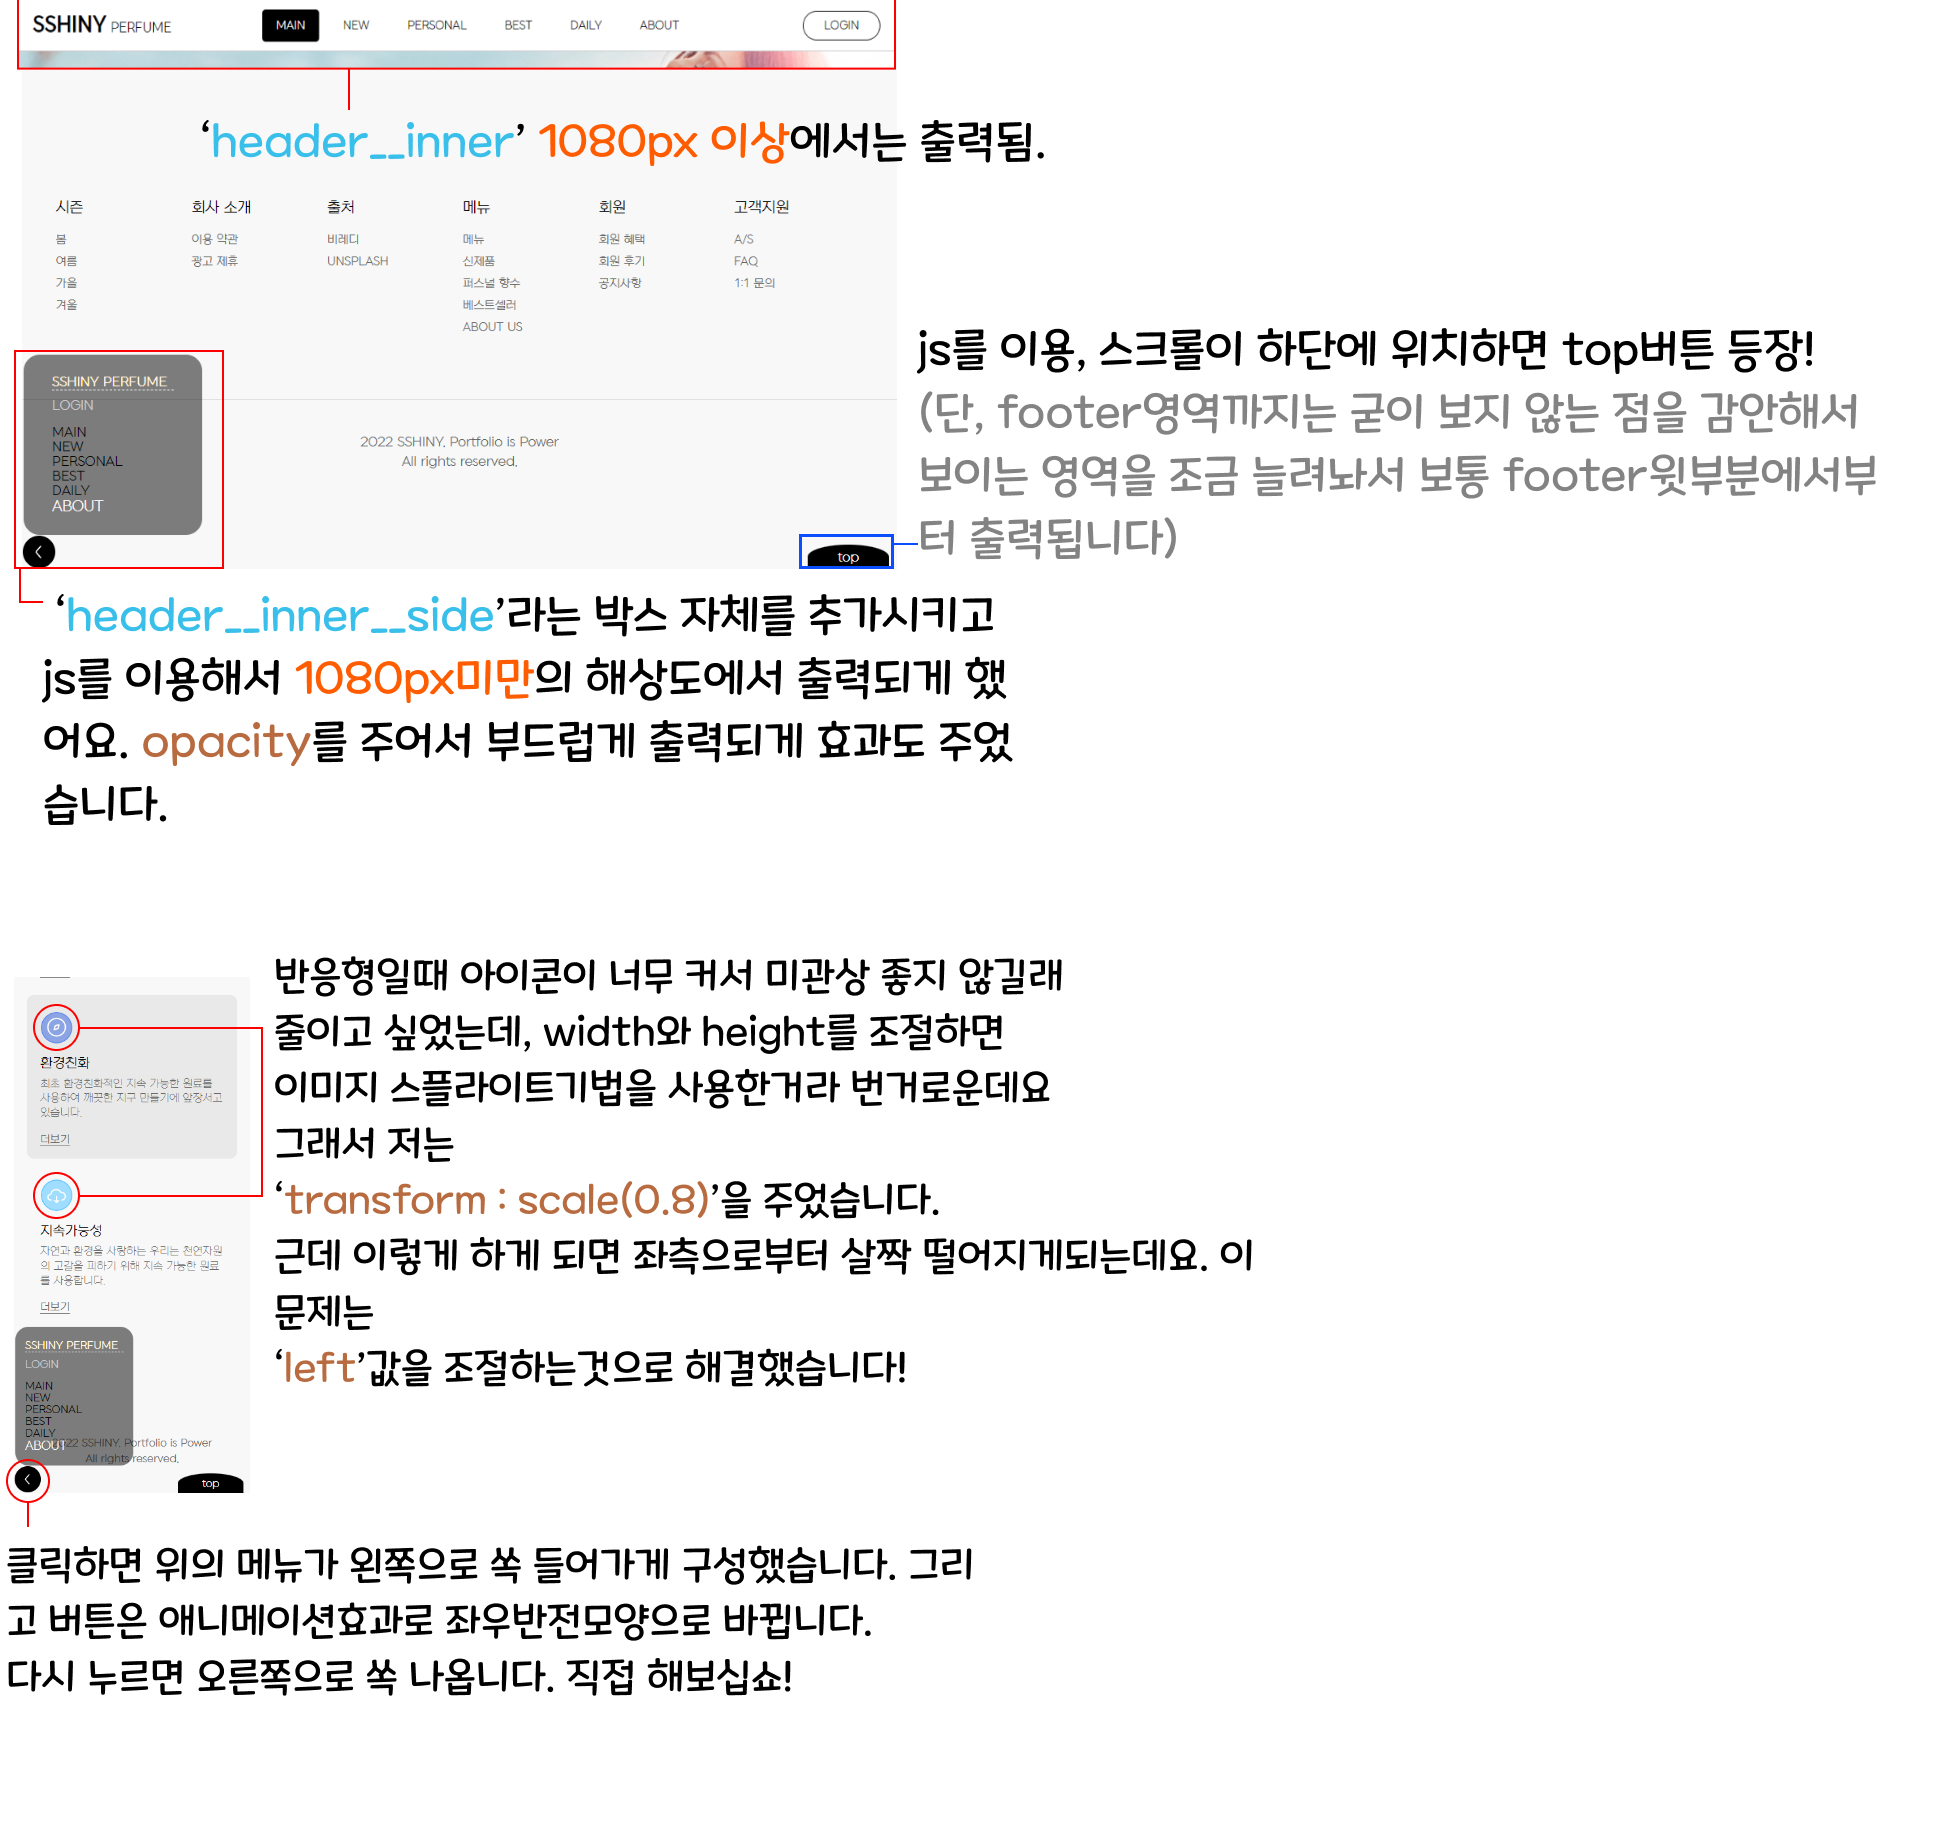 SSHINY PERFUME
MAIN NEW PERSONAL BEST DAILY ABOUT LOGIN
‘header__inner’ 1080px 이상에서는 출력됨.
시즌 회사 소개 출처 메뉴 회원 고객지원
봄 이용 약관 비레디 메뉴 회원 혜택 A/S
여름 광고 제휴 UNSPLASH 신제품 회원 후기 FAQ
가을 퍼스널 향수 공지사항 1:1 문의
겨울 베스트셀러
ABOUT US
js를 이용, 스크롤이 하단에 위치하면 top버튼 등장!
(단, footer영역까지는 굳이 보지 않는 점을 감안해서
보이는 영역을 조금 늘려놔서 보통 footer윗부분에서부
터 출력됩니다)
SSHINY PERFUME
LOGIN
MAIN
NEW
PERSONAL
BEST
DAILY
ABOUT
2022 SSHINY. Portfolio is Power
All rights reserved.
top
‘header__inner__side’라는 박스 자체를 추가시키고
js를 이용해서 1080px미만의 해상도에서 출력되게 했
어요. opacity를 주어서 부드럽게 출력되게 효과도 주었
습니다.
반응형일때 아이콘이 너무 커서 미관상 좋지 않길래
줄이고 싶었는데, width와 height를 조절하면
이미지 스플라이트기법을 사용한거라 번거로운데요
그래서 저는
‘transform : scale(0.8)’을 주었습니다.
근데 이렇게 하게 되면 좌측으로부터 살짝 떨어지게되는데요. 이
문제는
‘left’값을 조절하는것으로 해결했습니다!
환경친화
최초 환경친화적인 지속 가능한 원료를
사용하여 깨끗한 지구 만들기에 앞장서고
있습니다.
더보기
지속가능성
자연과 환경을 사랑하는 우리는 천연자원
의 고갈을 피하기 위해 지속 가능한 원료
를 사용합니다.
더보기
SSHINY PERFUME
LOGIN
MAIN
NEW
PERSONAL
BEST
DAILY
ABOUT
2022 SSHINY. Portfolio is Power
All rights reserved.
top
클릭하면 위의 메뉴가 왼쪽으로 쏙 들어가게 구성했습니다. 그리
고 버튼은 애니메이션효과로 좌우반전모양으로 바뀝니다.
다시 누르면 오른쪽으로 쏙 나옵니다. 직접 해보십쇼!